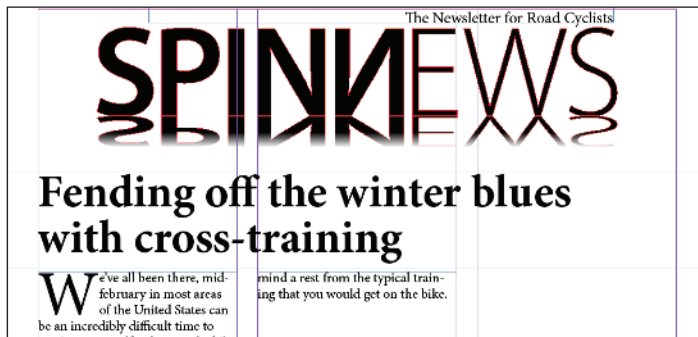 The Newsletter for Road Cyclists
SPINNEWS
Fending off the winter blues
with cross-training
We've all been there, mid-
february in most areas
of the United States can
be an incredibly difficult time to
mind a rest from the typical train-
ing that you would get on the bike.